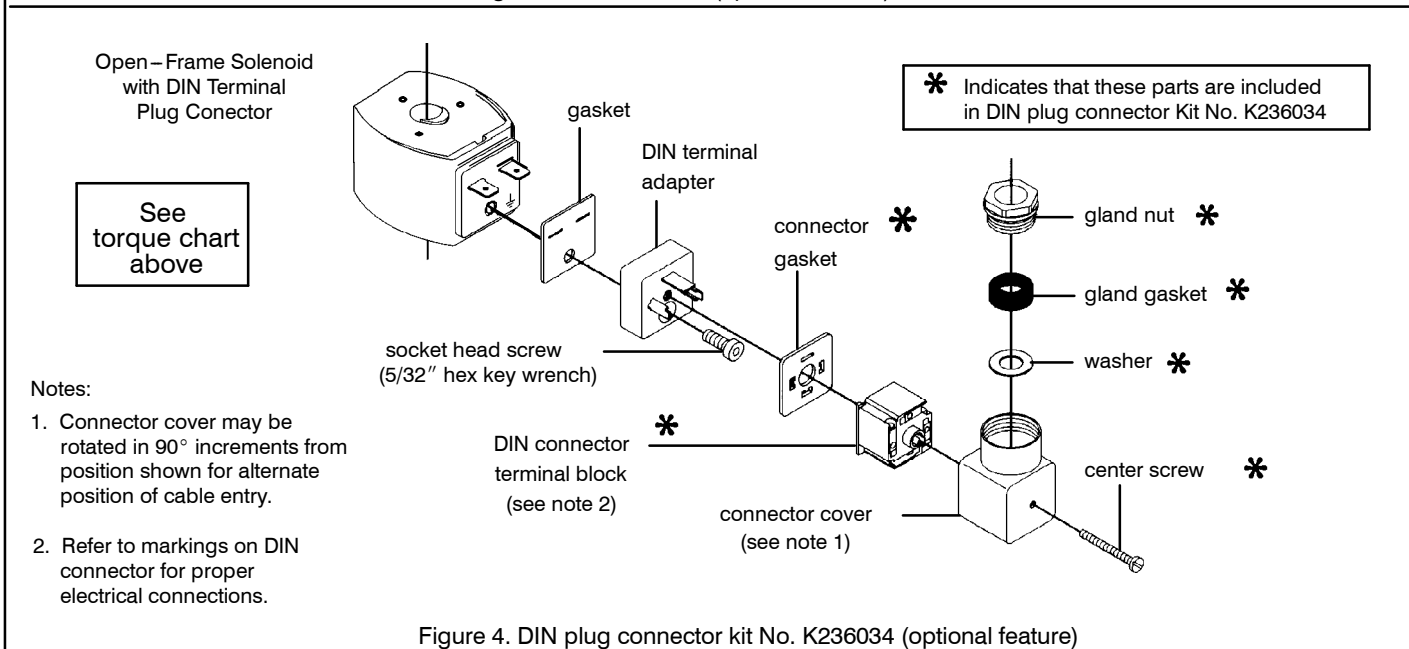 Open–Frame Solenoid
with DIN Terminal
Plug Conector
gasket
DIN terminal
adapter
* Indicates that these parts are included
in DIN plug connector Kit No. K236034
See
torque chart
above
connector *
gasket
gland nut *
gland gasket *
washer *
socket head screw
(5/32″ hex key wrench)
Notes:
1. Connector cover may be
rotated in 90° increments from
position shown for alternate
position of cable entry.
2. Refer to markings on DIN
connector for proper
electrical connections.
DIN connector *
terminal block
(see note 2)
connector cover
(see note 1)
center screw *
Figure 4. DIN plug connector kit No. K236034 (optional feature)